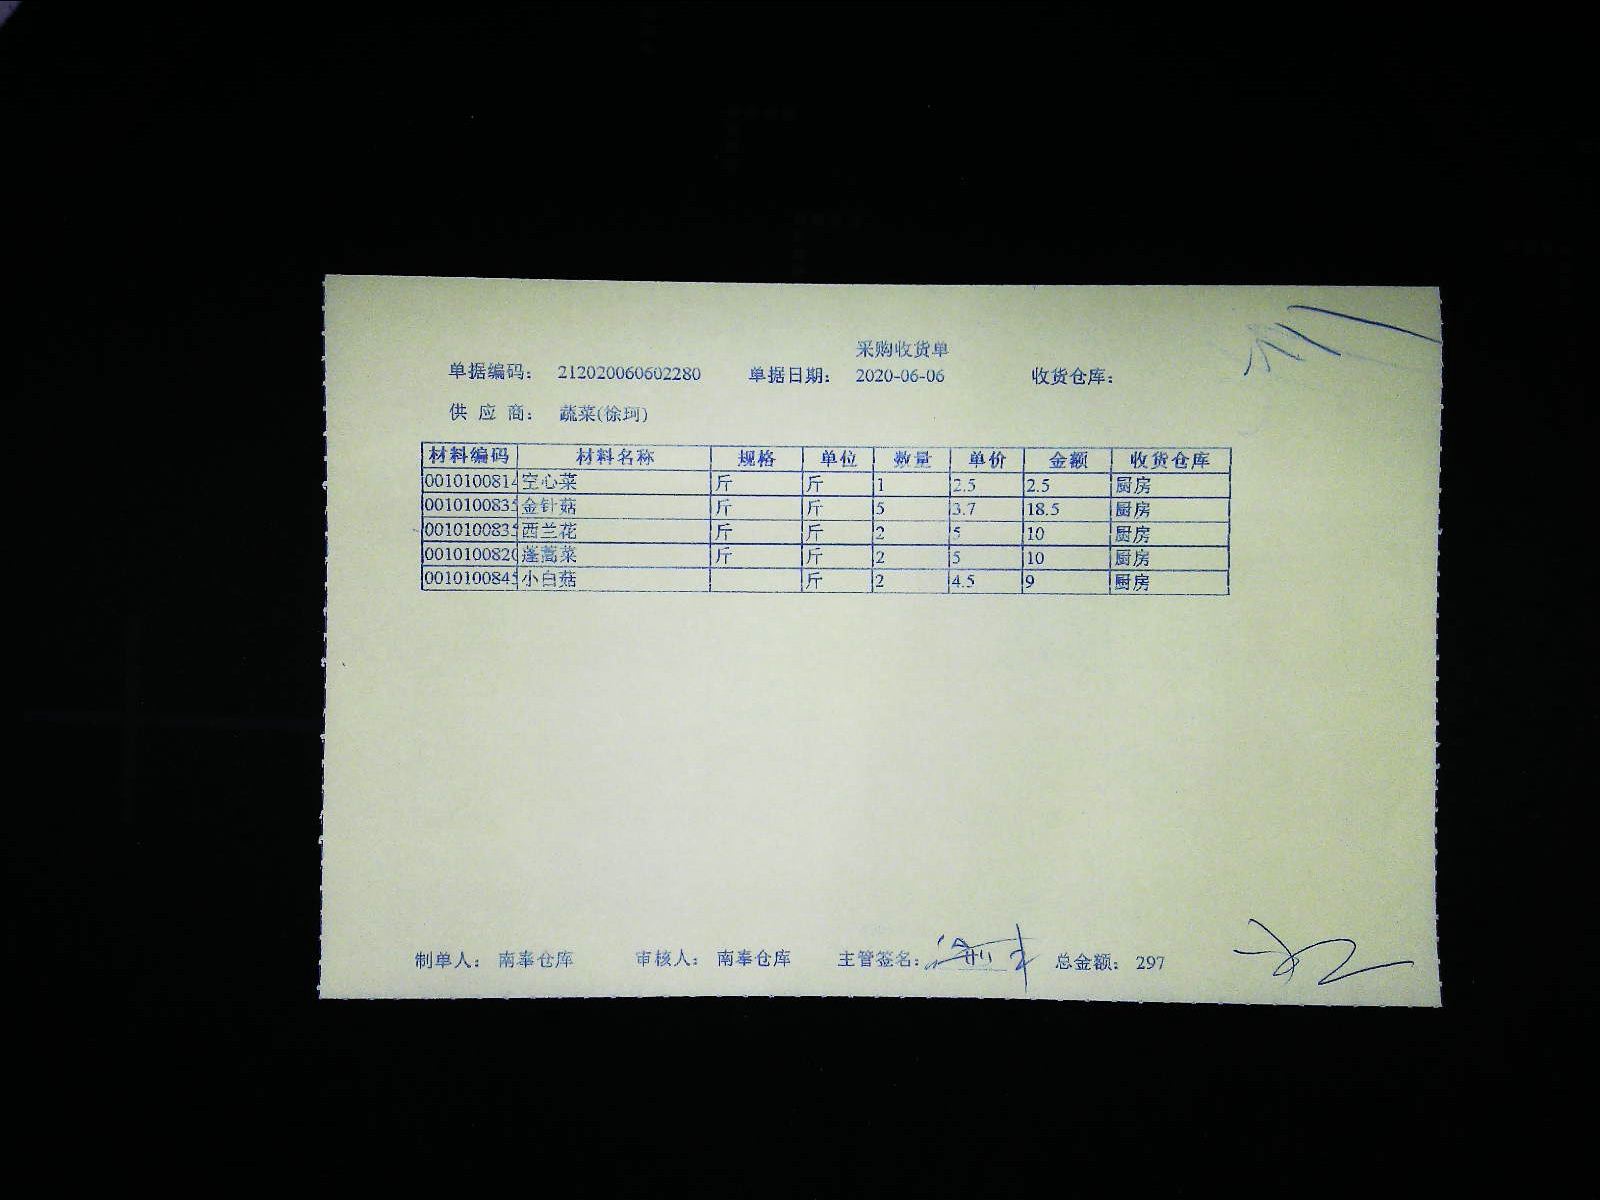 采购收货单
单据编码： 212020060602280 单据日期： 2020-06-06 收货仓库：
供 应 商： 蔬菜(徐珂)
材料编码 材料名称 规格 单位 数量 单价 金额 收货仓库
0010100814 空心菜 斤 斤 1 2.5 2.5 厨房
001010083 金针菇 斤 斤 5 3.7 18.5 厨房
001010083 西兰花 斤 斤 2 5 10 厨房
001010082 蓬蒿菜 斤 斤 2 5 10 厨房
001010084 小白菇 斤 2 4.5 9 厨房
制单人： 南奉仓库 审核人： 南奉仓库 主管签名： 总金额： 297